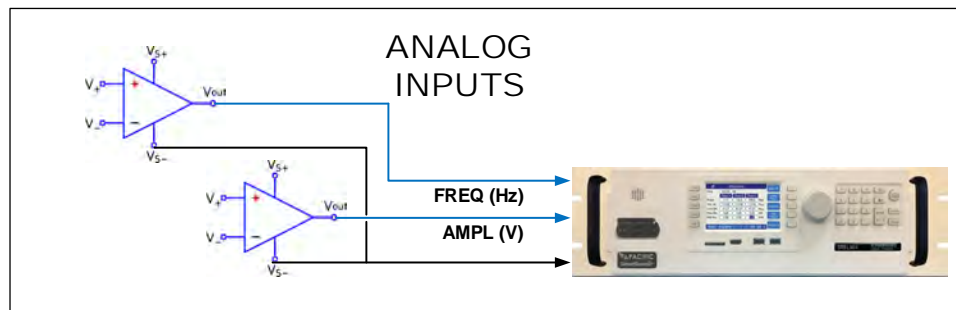 ANALOG
INPUTS
VS+
V+
+
Vout
V-
−
VS-
FREQ (Hz)
VS+
V+
+
Vout
AMPL (V)
V-
−
VS-
PACIFIC